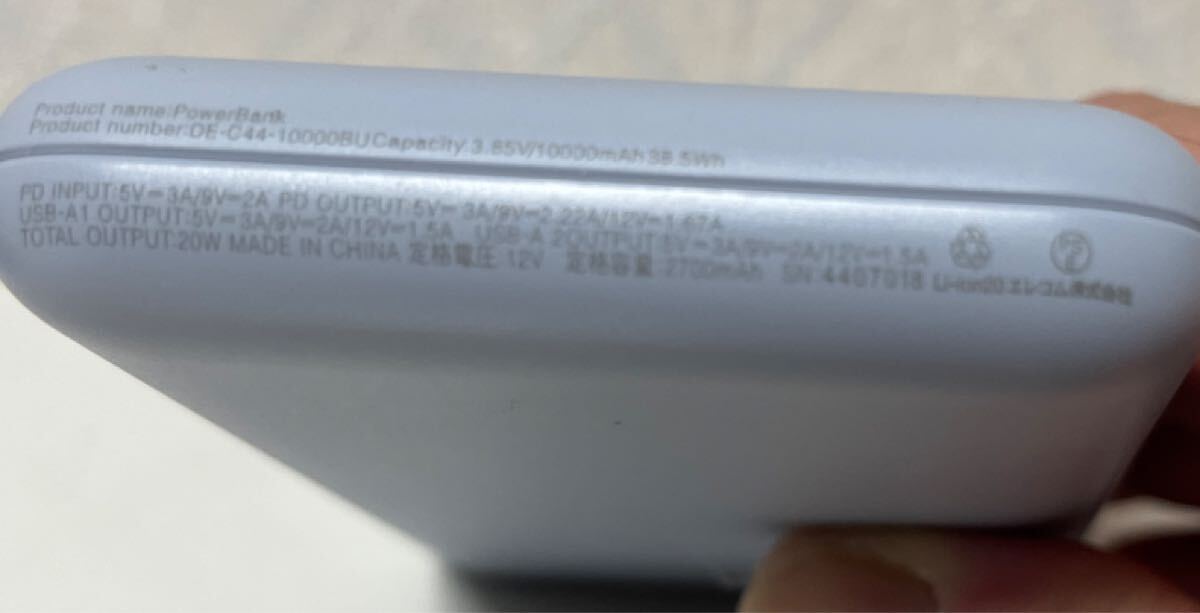 Product name:PowerBank
Product number:DE-C44-10000BU Capacity:3.85V/10000mAh 38.5Wh
PD INPUT:5V⎓3A/9V⎓2A PD OUTPUT:5V⎓3A/9V⎓2.22A/12V⎓1.67A
USB-A1 OUTPUT:5V⎓3A/9V⎓2A/12V⎓1.5A USB-A 2OUTPUT:5V⎓3A/9V⎓2A/12V⎓1.5A
TOTAL OUTPUT:20W MADE IN CHINA 定格電圧:12V 定格容量:2700mAh SN:4407018 Li-ion20 エレコム株式会社
PS
E